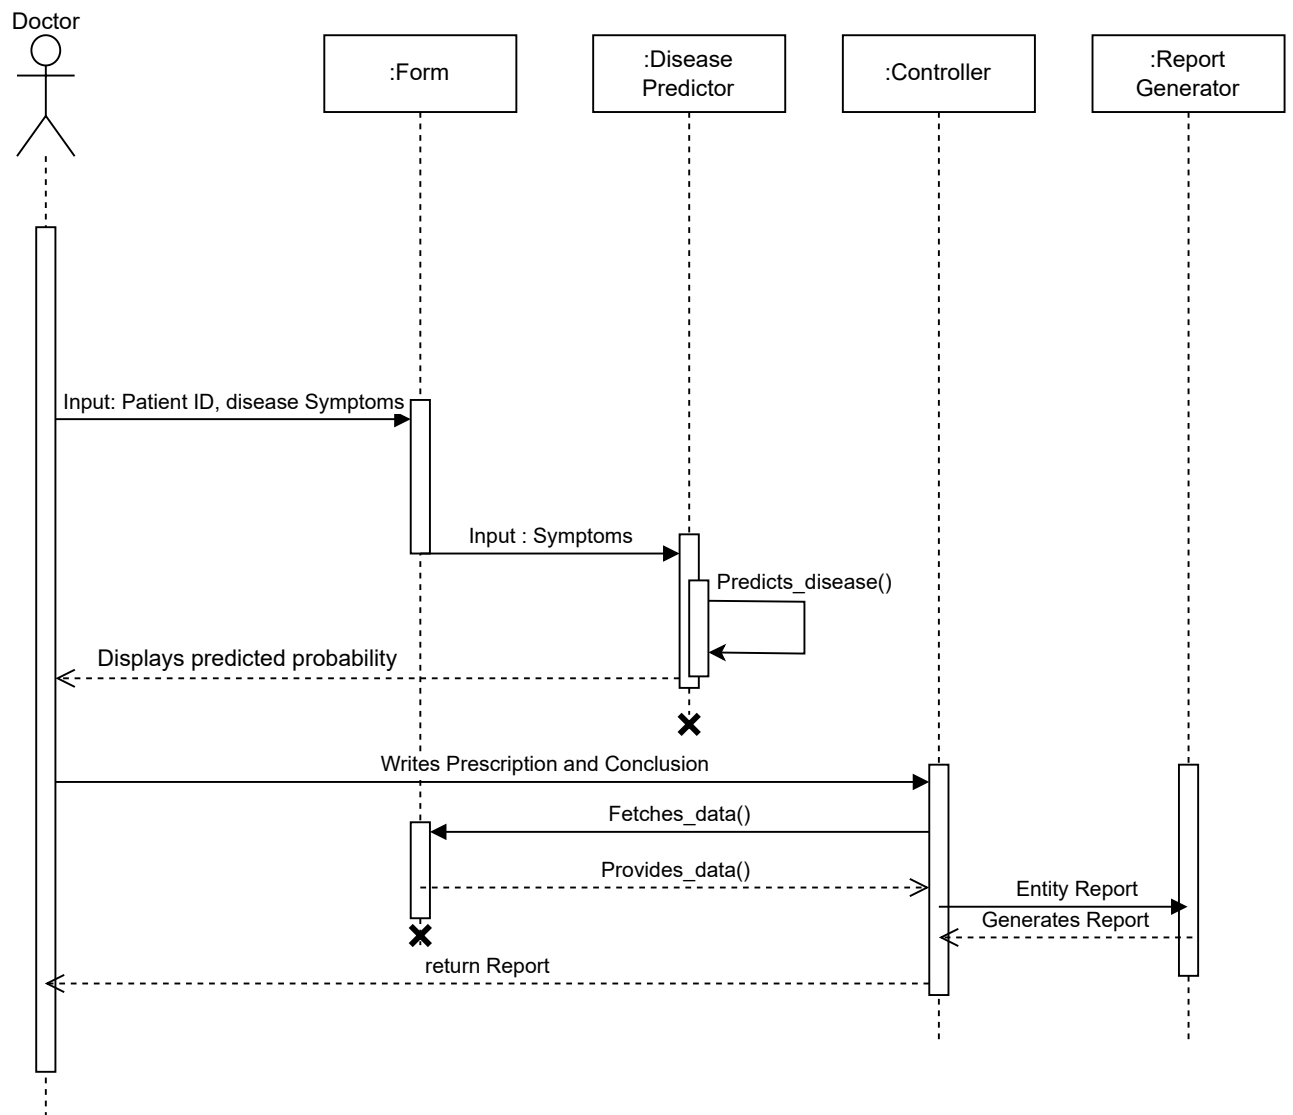 Doctor
:Form
:Disease
Predictor
:Controller
:Report
Generator
Input: Patient ID, disease Symptoms
Input : Symptoms
Predicts_disease()
Displays predicted probability
Writes Prescription and Conclusion
Fetches_data()
Provides_data()
Entity Report
Generates Report
return Report